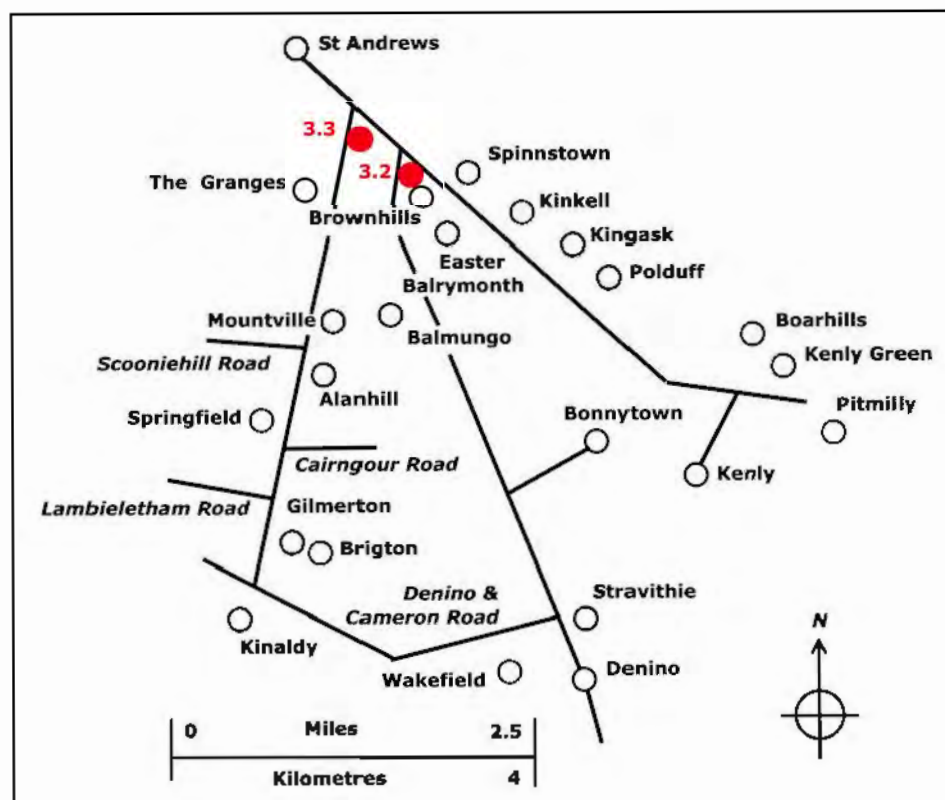 St Andrews
3.3
Spinnstown
3.2
The Granges
Kinkell
Brownhills
Kingask
Easter
Balrymonth
Polduff
Mountville
Balmungo
Boarhills
Scooniehill Road
Kenly Green
Alanhill
Springfield
Bonnytown
Pitmilly
Cairngour Road
Kenly
Lambieletham Road
Gilmerton
Brigton
Denino &
Cameron Road
Stravithie
N
Kinaldy
Wakefield
Denino
0 Miles 2.5
Kilometres 4